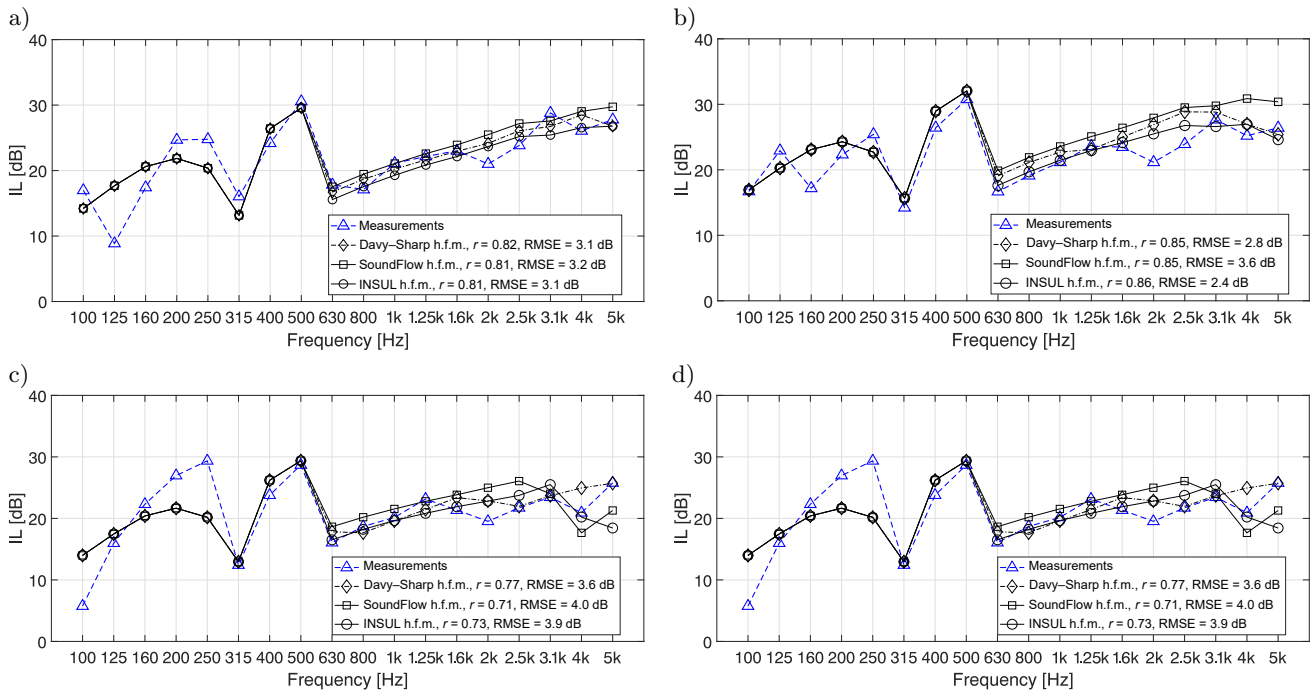 a)
40
30
20
10
0
IL [dB]
Measurements
Davy–Sharp h.f.m., r = 0.82, RMSE = 3.1 dB
SoundFlow h.f.m., r = 0.81, RMSE = 3.2 dB
INSUL h.f.m., r = 0.81, RMSE = 3.1 dB
100 125 160 200 250 315 400 500 630 800 1k 1.25k 1.6k 2k 2.5k 3.1k 4k 5k
Frequency [Hz]
b)
40
30
20
10
0
IL [dB]
Measurements
Davy–Sharp h.f.m., r = 0.85, RMSE = 2.8 dB
SoundFlow h.f.m., r = 0.85, RMSE = 3.6 dB
INSUL h.f.m., r = 0.86, RMSE = 2.4 dB
100 125 160 200 250 315 400 500 630 800 1k 1.25k 1.6k 2k 2.5k 3.1k 4k 5k
Frequency [Hz]
c)
40
30
20
10
0
IL [dB]
Measurements
Davy–Sharp h.f.m., r = 0.77, RMSE = 3.6 dB
SoundFlow h.f.m., r = 0.71, RMSE = 4.0 dB
INSUL h.f.m., r = 0.73, RMSE = 3.9 dB
100 125 160 200 250 315 400 500 630 800 1k 1.25k 1.6k 2k 2.5k 3.1k 4k 5k
Frequency [Hz]
d)
40
30
20
10
0
IL [dB]
Measurements
Davy–Sharp h.f.m., r = 0.77, RMSE = 3.6 dB
SoundFlow h.f.m., r = 0.71, RMSE = 4.0 dB
INSUL h.f.m., r = 0.73, RMSE = 3.9 dB
100 125 160 200 250 315 400 500 630 800 1k 1.25k 1.6k 2k 2.5k 3.1k 4k 5k
Frequency [Hz]